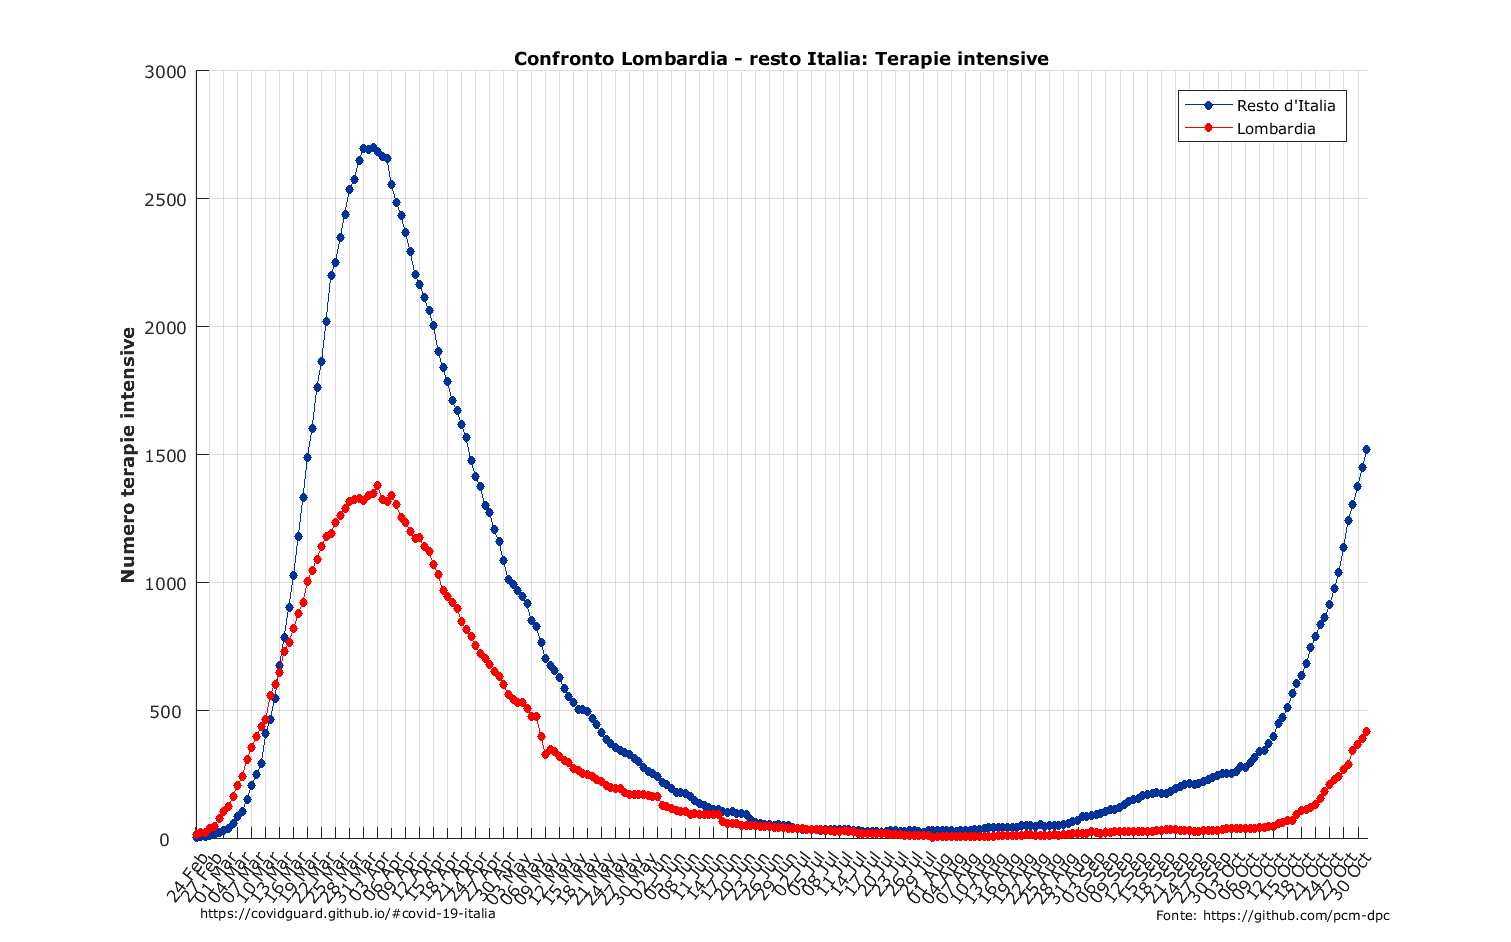 Confronto Lombardia - resto Italia: Terapie intensive
Resto d'Italia
Lombardia
Numero terapie intensive
3000
2500
2000
1500
1000
500
0
24 Feb
27 Feb
01 Mar
04 Mar
07 Mar
10 Mar
13 Mar
16 Mar
19 Mar
22 Mar
25 Mar
28 Mar
31 Mar
03 Apr
06 Apr
09 Apr
12 Apr
15 Apr
18 Apr
21 Apr
24 Apr
27 Apr
30 Apr
03 May
06 May
09 May
12 May
15 May
18 May
21 May
24 May
27 May
30 May
02 Jun
05 Jun
08 Jun
11 Jun
14 Jun
17 Jun
20 Jun
23 Jun
26 Jun
29 Jun
02 Jul
05 Jul
08 Jul
11 Jul
14 Jul
17 Jul
20 Jul
23 Jul
26 Jul
29 Jul
01 Aug
04 Aug
07 Aug
10 Aug
13 Aug
16 Aug
19 Aug
22 Aug
25 Aug
28 Aug
31 Aug
03 Sep
06 Sep
09 Sep
12 Sep
15 Sep
18 Sep
21 Sep
24 Sep
27 Sep
30 Sep
03 Oct
06 Oct
09 Oct
12 Oct
15 Oct
18 Oct
21 Oct
24 Oct
27 Oct
30 Oct
https://covidguard.github.io/#covid-19-italia
Fonte: https://github.com/pcm-dpc